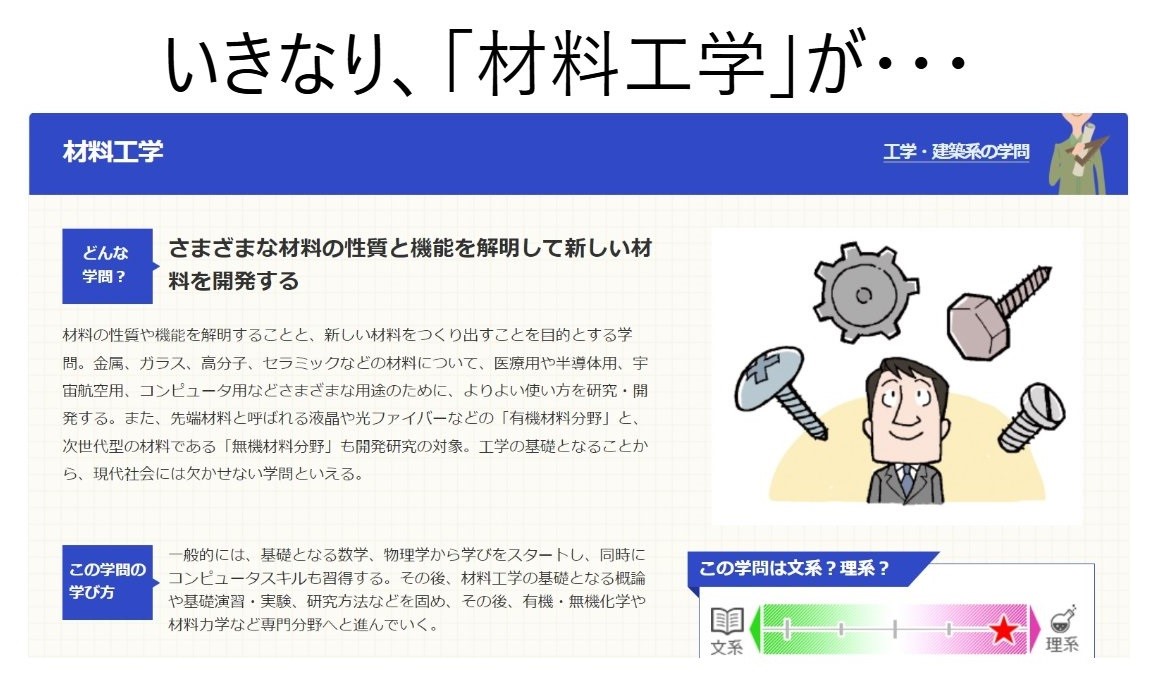 いきなり、「材料工学」が・・・
材料工学
工学・建築系の学問
どんな
学問？
さまざまな材料の性質と機能を解明して新しい材
料を開発する
材料の性質や機能を解明することと、新しい材料をつくり出すことを目的とする学
問。金属、ガラス、高分子、セラミックなどの材料について、医療用や半導体用、宇
宙航空用、コンピュータ用などさまざまな用途のために、よりよい使い方を研究・開
発する。また、先端材料と呼ばれる液晶や光ファイバーなどの「有機材料分野」と、
次世代型の材料である「無機材料分野」も開発研究の対象。工学の基礎となることか
ら、現代社会には欠かせない学問といえる。
この学問の
学び方
一般的には、基礎となる数学、物理学から学びをスタートし、同時に
コンピュータスキルも習得する。その後、材料工学の基礎となる概論
や基礎演習・実験、研究方法などを固め、その後、有機・無機化学や
材料力学など専門分野へと進んでいく。
この学問は文系？理系？
文系
理系